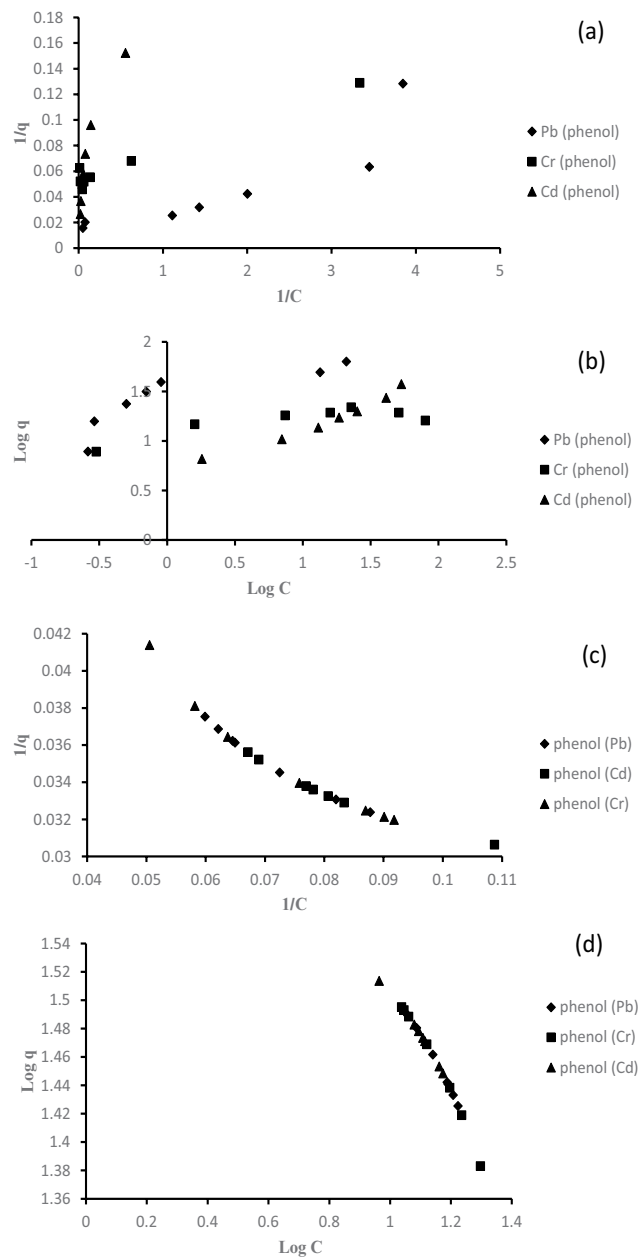 (a)
0.18
0.16
0.14
0.12
0.1
0.08
0.06
0.04
0.02
0
1/q
0 1 2 3 4 5
1/C
Pb (phenol)
Cr (phenol)
Cd (phenol)
(b)
2
1.5
1
0.5
0
Log q
-1 -0.5 0 0.5 1 1.5 2 2.5
Log C
Pb (phenol)
Cr (phenol)
Cd (phenol)
(c)
0.042
0.04
0.038
0.036
0.034
0.032
0.03
1/q
0.04 0.05 0.06 0.07 0.08 0.09 0.1 0.11
1/C
phenol (Pb)
phenol (Cd)
phenol (Cr)
(d)
1.54
1.52
1.5
1.48
1.46
1.44
1.42
1.4
1.38
1.36
Log q
0 0.2 0.4 0.6 0.8 1 1.2 1.4
Log C
phenol (Pb)
phenol (Cr)
phenol (Cd)